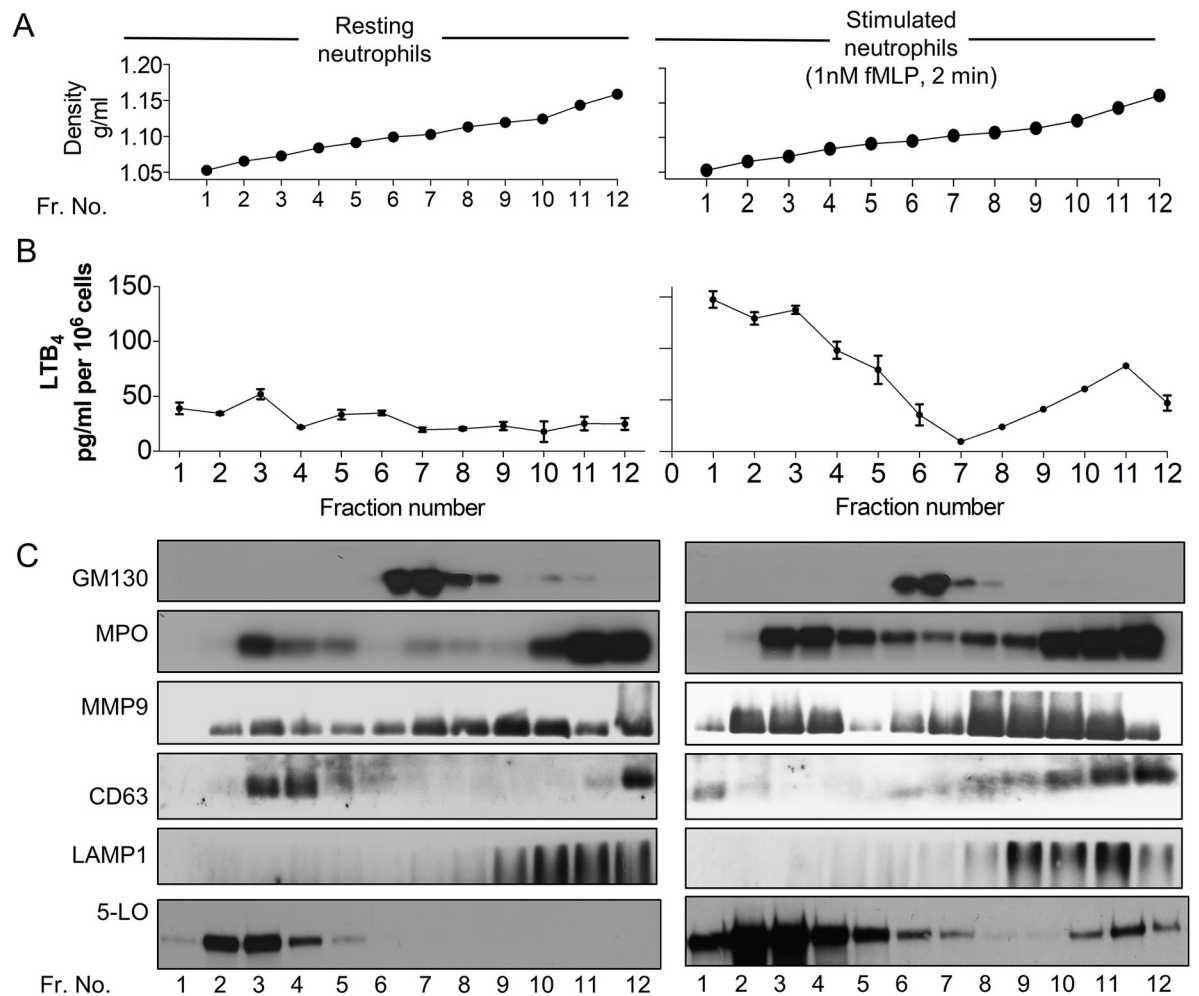 A
Resting
neutrophils
Stimulated
neutrophils
(1nM fMLP, 2 min)
Density
g/ml
1.20
1.15
1.10
1.05
Fr. No.
1 2 3 4 5 6 7 8 9 10 11 12
1 2 3 4 5 6 7 8 9 10 11 12
B
LTB4
pg/ml per 10⁶ cells
150
100
50
0
1 2 3 4 5 6 7 8 9 10 11 12
0 1 2 3 4 5 6 7 8 9 10 11 12
Fraction number
Fraction number
C
GM130
MPO
MMP9
CD63
LAMP1
5-LO
Fr. No.
1 2 3 4 5 6 7 8 9 10 11 12
1 2 3 4 5 6 7 8 9 10 11 12